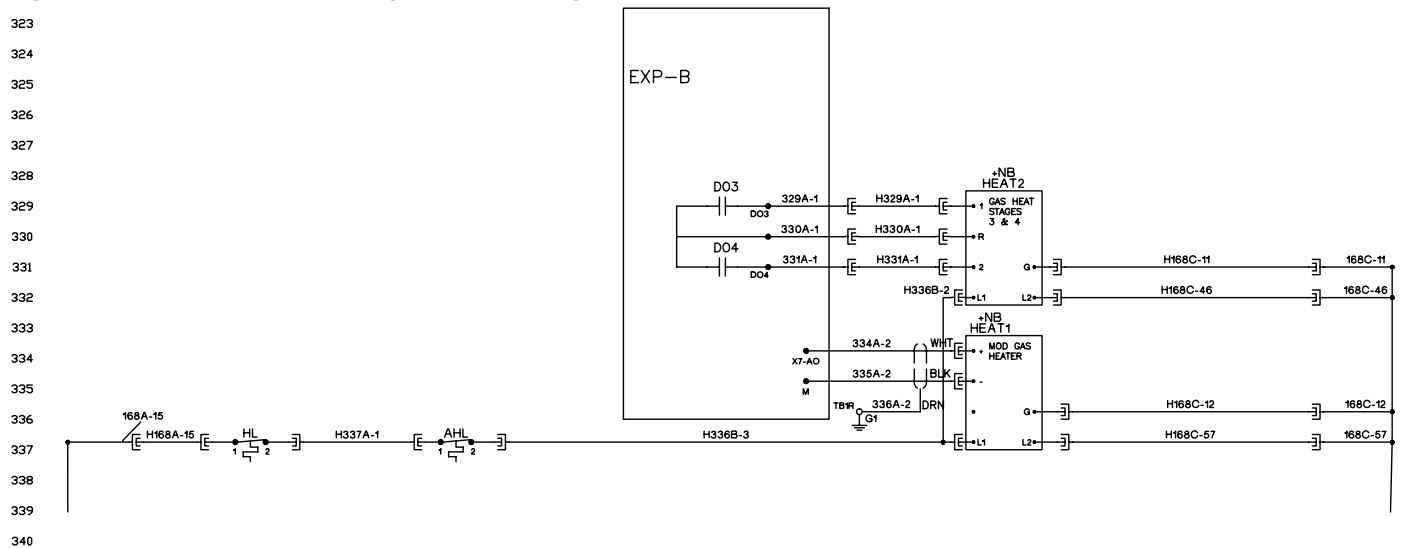 323
324
325
EXP-B
326
327
328
+NB
HEAT2
DO3
329
DO3
329A-1
H329A-1
1
GAS HEAT
STAGES
3 & 4
330
330A-1
H330A-1
R
DO4
331
DO4
331A-1
H331A-1
2
G
H168C-11
168C-11
332
H336B-2
L1
L2
H168C-46
168C-46
333
+NB
HEAT1
334
X7-AO
334A-2
WHT
+
MOD GAS
HEATER
335
M
335A-2
BLK
-
336
168A-15
TB1R
G1
336A-2
DRN
G
H168C-12
168C-12
337
H168A-15
HL
1
2
H337A-1
AHL
1
2
H336B-3
L1
L2
H168C-57
168C-57
338
339
340